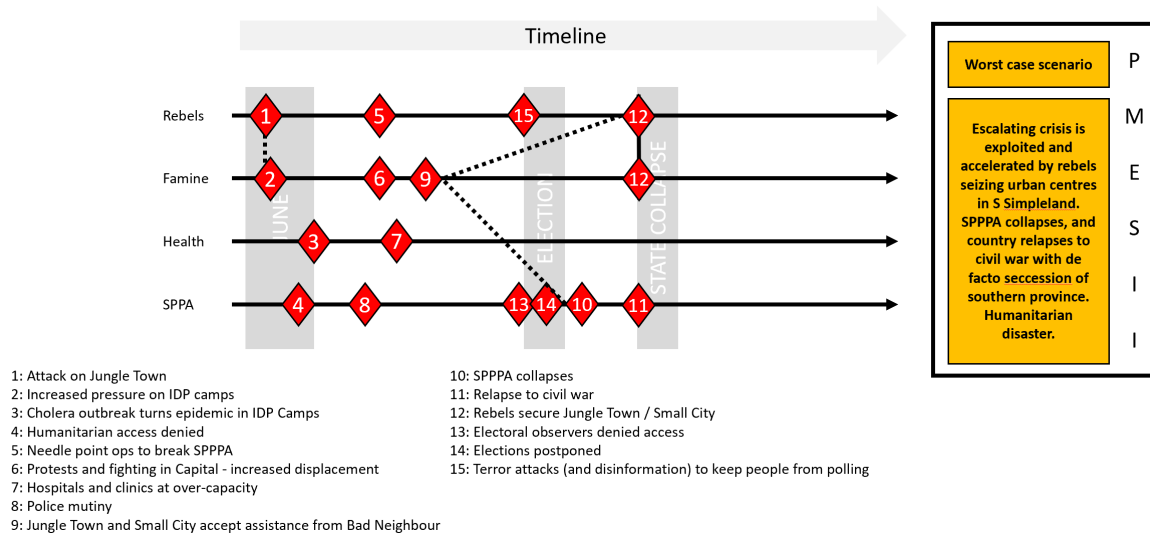 Timeline
Rebels
1
5
15
12
Famine
2
6
9
12
Health
3
7
SPPA
4
8
13
14
10
11
JUNE
ELECTION
STATE COLLAPSE
Worst case scenario
Escalating crisis is
exploited and
accelerated by rebels
seizing urban centres
in S Simpleland.
SPPPA collapses, and
country relapses to
civil war with de
facto seccession of
southern province.
Humanitarian
disaster.
P
M
E
S
I
I
1: Attack on Jungle Town
2: Increased pressure on IDP camps
3: Cholera outbreak turns epidemic in IDP Camps
4: Humanitarian access denied
5: Needle point ops to break SPPPA
6: Protests and fighting in Capital - increased displacement
7: Hospitals and clinics at over-capacity
8: Police mutiny
9: Jungle Town and Small City accept assistance from Bad Neighbour
10: SPPPA collapses
11: Relapse to civil war
12: Rebels secure Jungle Town / Small City
13: Electoral observers denied access
14: Elections postponed
15: Terror attacks (and disinformation) to keep people from polling